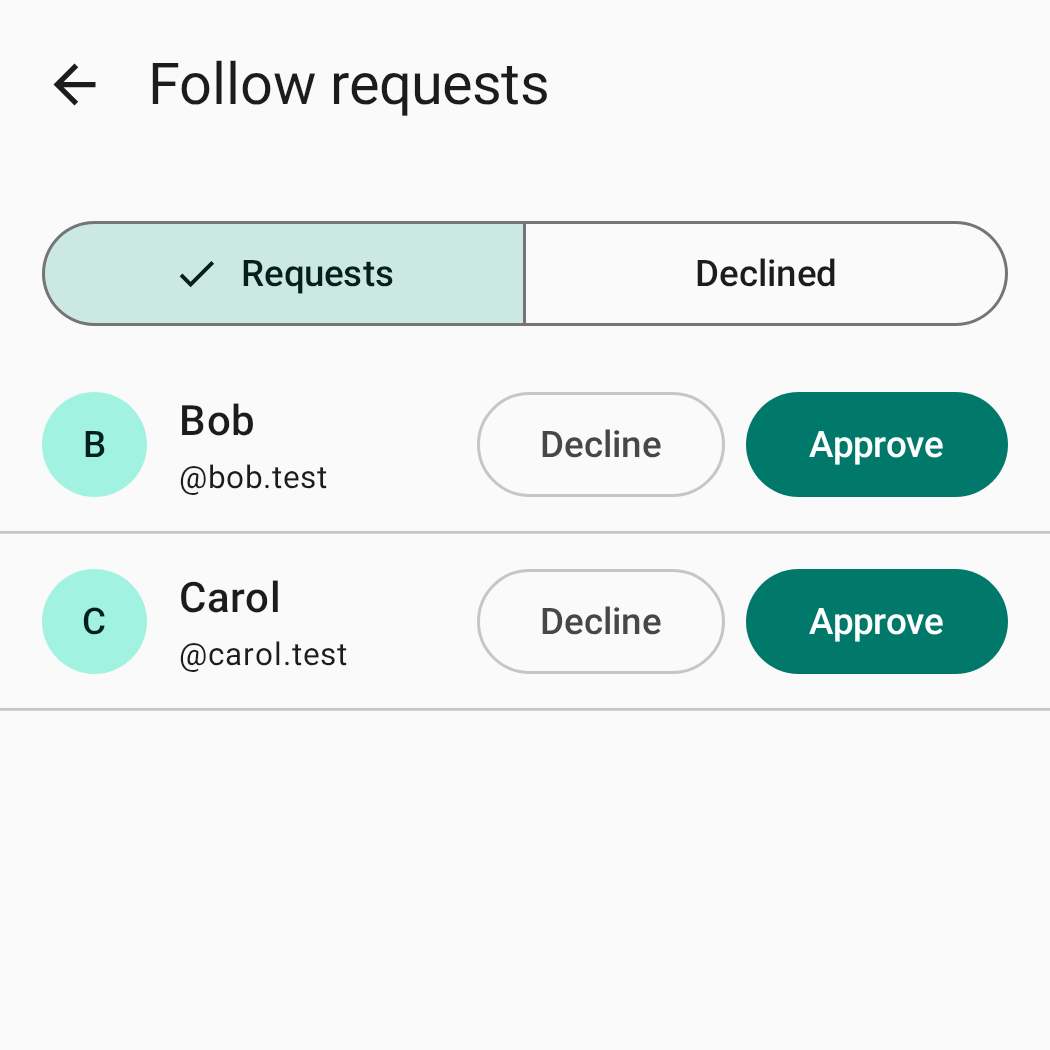 Follow requests
Requests
Declined
B
Bob
@bob.test
Decline
Approve
C
Carol
@carol.test
Decline
Approve